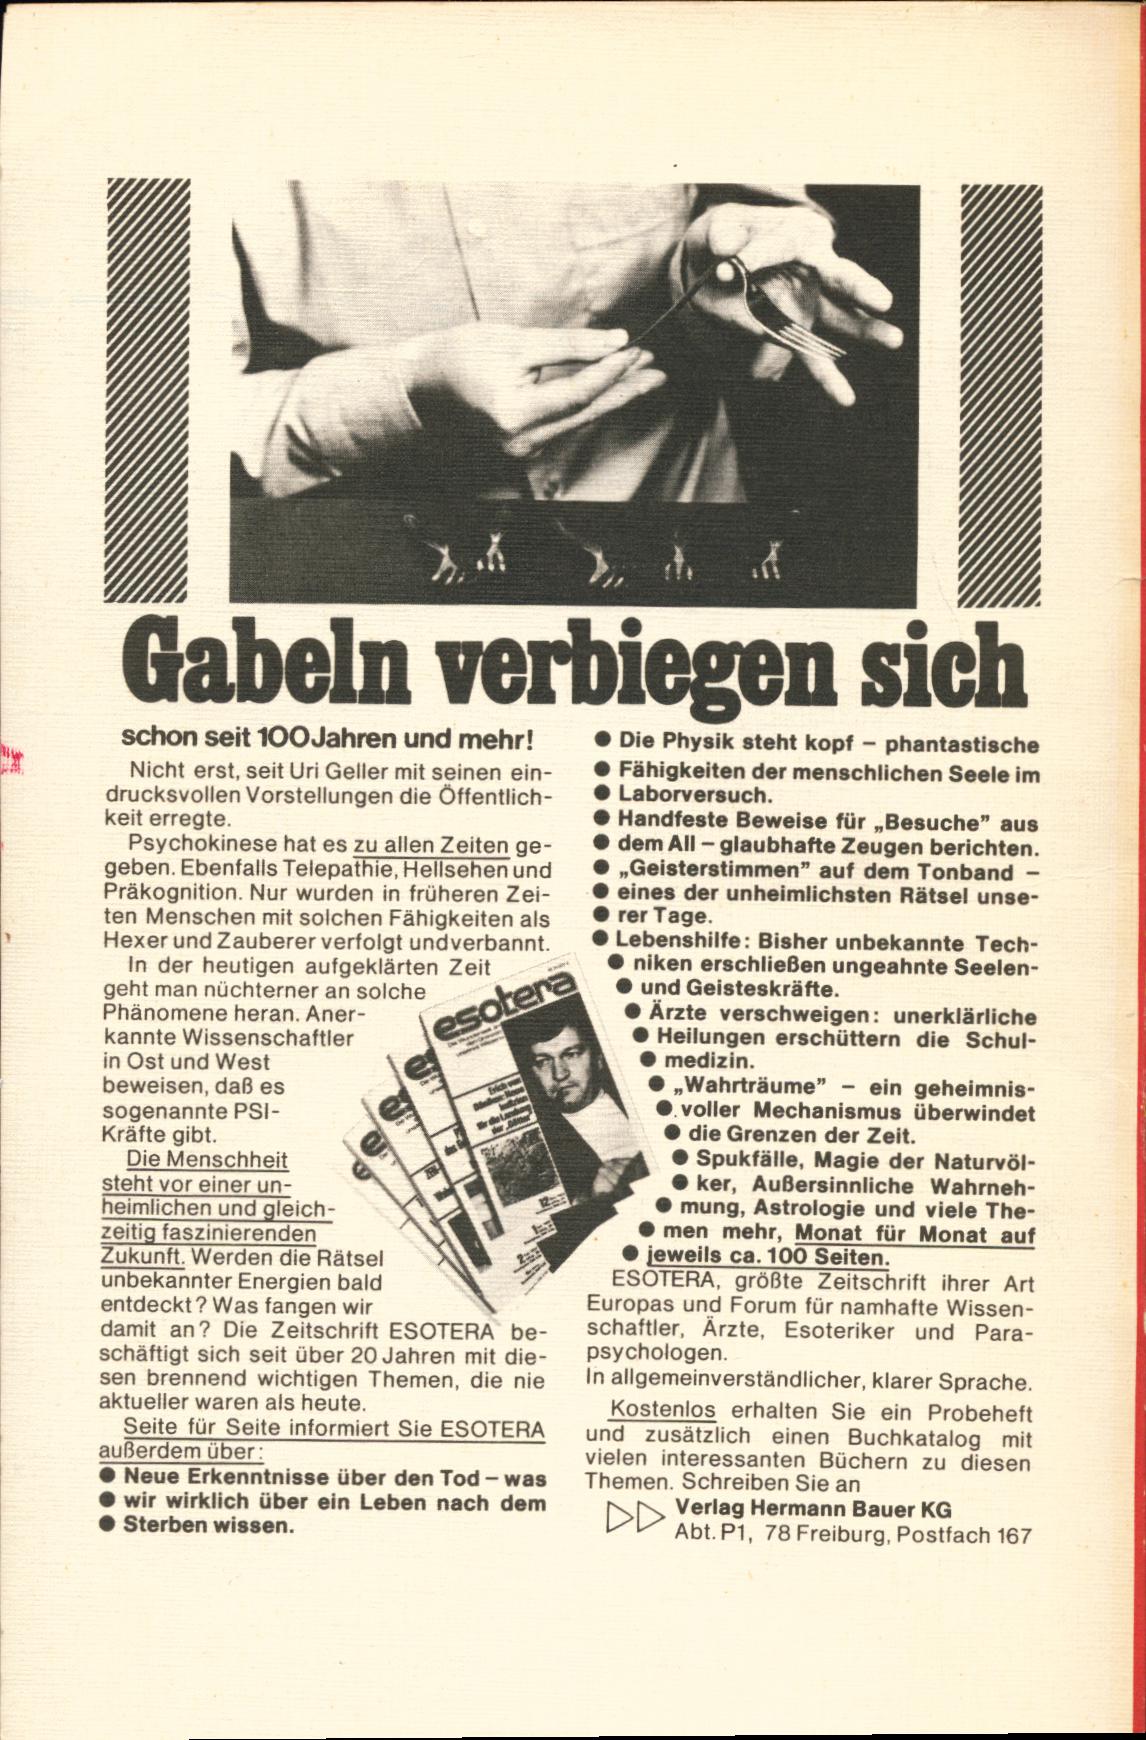 Gabeln verbiegen sich
schon seit 100 Jahren und mehr!
Nicht erst, seit Uri Geller mit seinen ein-
drucksvollen Vorstellungen die Öffentlich-
keit erregte.
Psychokinese hat es zu allen Zeiten ge-
geben. Ebenfalls Telepathie, Hellsehen und
Präkognition. Nur wurden in früheren Zei-
ten Menschen mit solchen Fähigkeiten als
Hexer und Zauberer verfolgt und verbannt.
In der heutigen aufgeklärten Zeit
geht man nüchterner an solche
Phänomene heran. Aner-
kannte Wissenschaftler
in Ost und West
beweisen, daß es
sogenannte PSI-
Kräfte gibt.
Die Menschheit
steht vor einer un-
heimlichen und gleich-
zeitig faszinierenden
Zukunft. Werden die Rätsel
unbekannter Energien bald
entdeckt? Was fangen wir
damit an? Die Zeitschrift ESOTERA be-
schäftigt sich seit über 20 Jahren mit die-
sen brennend wichtigen Themen, die nie
aktueller waren als heute.
Seite für Seite informiert Sie ESOTERA
außerdem über:
● Neue Erkenntnisse über den Tod – was
● wir wirklich über ein Leben nach dem
● Sterben wissen.
esotera
Erich von
Däniken: Neue
Indizien
für die Landung
der „Götter"
12
● Die Physik steht kopf – phantastische
● Fähigkeiten der menschlichen Seele im
● Laborversuch.
● Handfeste Beweise für „Besuche" aus
● dem All – glaubhafte Zeugen berichten.
● „Geisterstimmen" auf dem Tonband –
● eines der unheimlichsten Rätsel unse-
● rer Tage.
● Lebenshilfe: Bisher unbekannte Tech-
● niken erschließen ungeahnte Seelen-
● und Geisteskräfte.
● Ärzte verschweigen: unerklärliche
● Heilungen erschüttern die Schul-
● medizin.
● „Wahrträume" – ein geheimnis-
● voller Mechanismus überwindet
● die Grenzen der Zeit.
● Spukfälle, Magie der Naturvöl-
● ker, Außersinnliche Wahrneh-
● mung, Astrologie und viele The-
● men mehr, Monat für Monat auf
● jeweils ca. 100 Seiten.
ESOTERA, größte Zeitschrift ihrer Art
Europas und Forum für namhafte Wissen-
schaftler, Ärzte, Esoteriker und Para-
psychologen.
In allgemeinverständlicher, klarer Sprache.
Kostenlos erhalten Sie ein Probeheft
und zusätzlich einen Buchkatalog mit
vielen interessanten Büchern zu diesen
Themen. Schreiben Sie an
▷▷ Verlag Hermann Bauer KG
Abt. P1, 78 Freiburg, Postfach 167